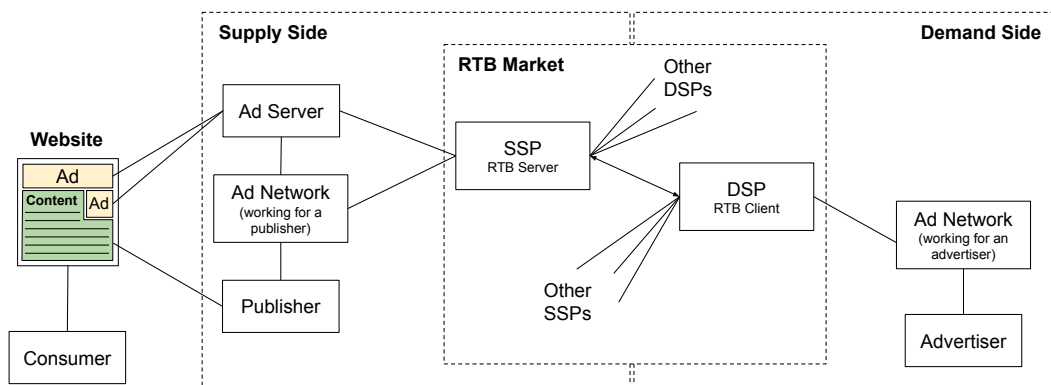 Supply Side
Demand Side
RTB Market
Other
DSPs
Ad Server
Website
SSP
RTB Server
Ad
Content
Ad
Ad Network
(working for a
publisher)
DSP
RTB Client
Ad Network
(working for an
advertiser)
Publisher
Other
SSPs
Consumer
Advertiser